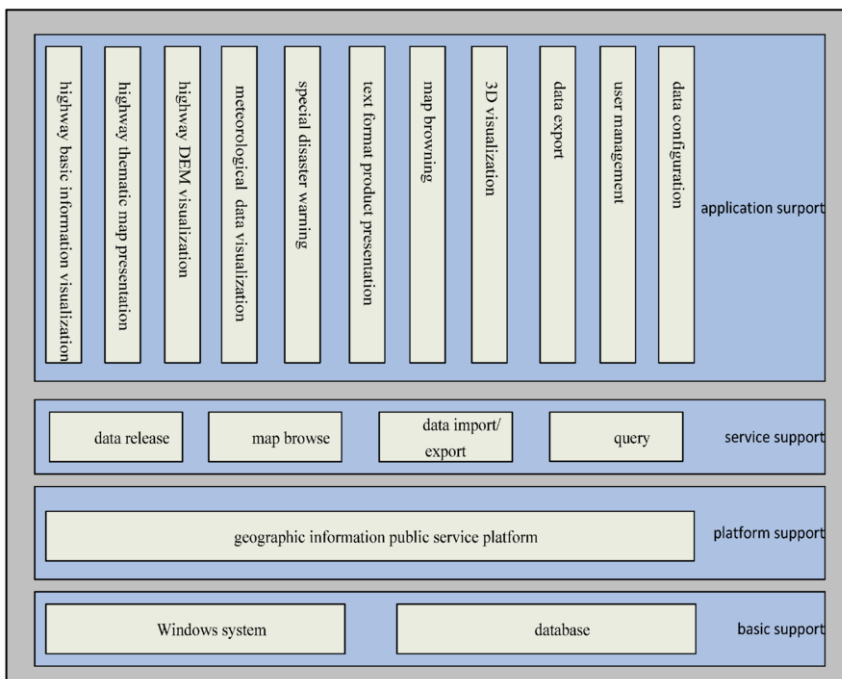 highway basic information visualization
highway thematic map presentation
highway DEM visualization
meteorological data visualization
special disaster warning
text format product presentation
map browning
3D visualization
data export
user management
data configuration
application surport
data release
map browse
data import/
export
query
service support
geographic information public service platform
platform support
Windows system
database
basic support